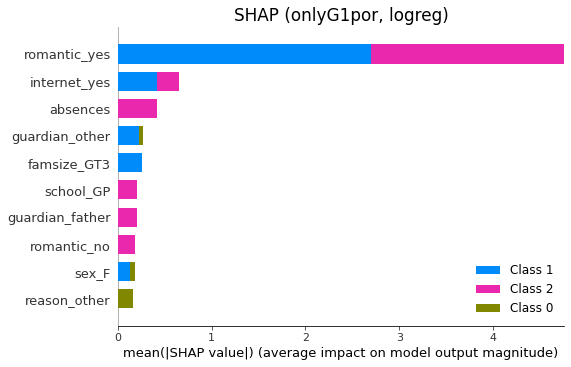 SHAP (onlyG1por, logreg)
romantic_yes
internet_yes
absences
guardian_other
famsize_GT3
school_GP
guardian_father
romantic_no
sex_F
reason_other
Class 1
Class 2
Class 0
0 1 2 3 4
mean(|SHAP value|) (average impact on model output magnitude)